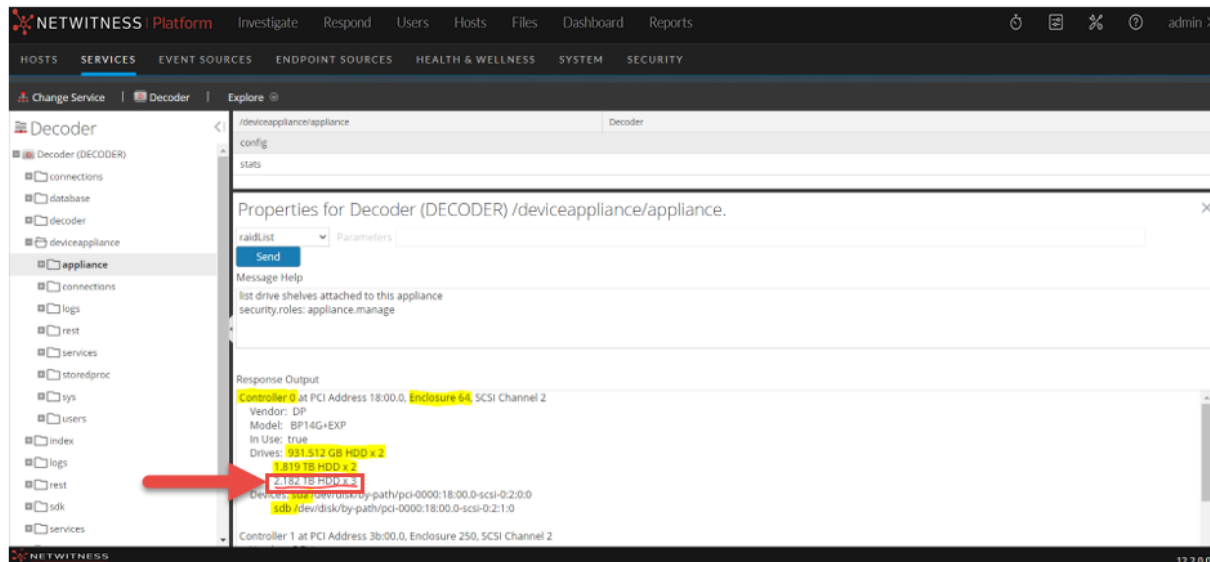 NETWITNESS | Platform Investigate Respond Users Hosts Files Dashboard Reports admin
HOSTS SERVICES EVENT SOURCES ENDPOINT SOURCES HEALTH & WELLNESS SYSTEM SECURITY
Change Service | Decoder | Explore
Decoder
Decoder (DECODER)
connections
database
decoder
deviceappliance
appliance
connections
logs
rest
services
storedproc
sys
users
index
logs
rest
sdk
services
/deviceappliance/appliance Decoder
config
stats
Properties for Decoder (DECODER) /deviceappliance/appliance.
raidList Parameters
Send
Message Help
list drive shelves attached to this appliance
security.roles: appliance.manage
Response Output
Controller 0 at PCI Address 18:00.0, Enclosure 64, SCSI Channel 2
Vendor: DP
Model: BP14G+EXP
In Use: true
Drives: 931.512 GB HDD x 2
1.819 TB HDD x 2
2.182 TB HDD x 3
Devices: sda /dev/disk/by-path/pci-0000:18:00.0-scsi-0:2:0:0
sdb /dev/disk/by-path/pci-0000:18:00.0-scsi-0:2:1:0
Controller 1 at PCI Address 3b:00.0, Enclosure 250, SCSI Channel 2
NETWITNESS